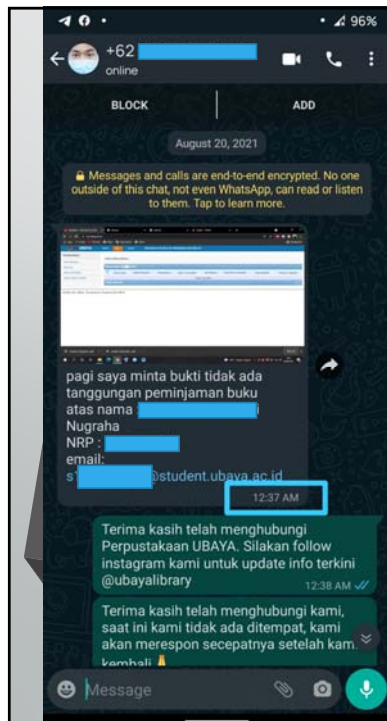 96%
+62
online
BLOCK
ADD
August 20, 2021
Messages and calls are end-to-end encrypted. No one
outside of this chat, not even WhatsApp, can read or listen
to them. Tap to learn more.
pagi saya minta bukti tidak ada
tanggungan peminjaman buku
atas nama : i
Nugraha
NRP :
email:
s1 @student.ubaya.ac.id
12:37 AM
Terima kasih telah menghubungi
Perpustakaan UBAYA. Silakan follow
instagram kami untuk update info terkini
@ubayalibrary
12:38 AM
Terima kasih telah menghubungi kami,
saat ini kami tidak ada ditempat, kami
akan merespon secepatnya setelah kami
kembali
Message